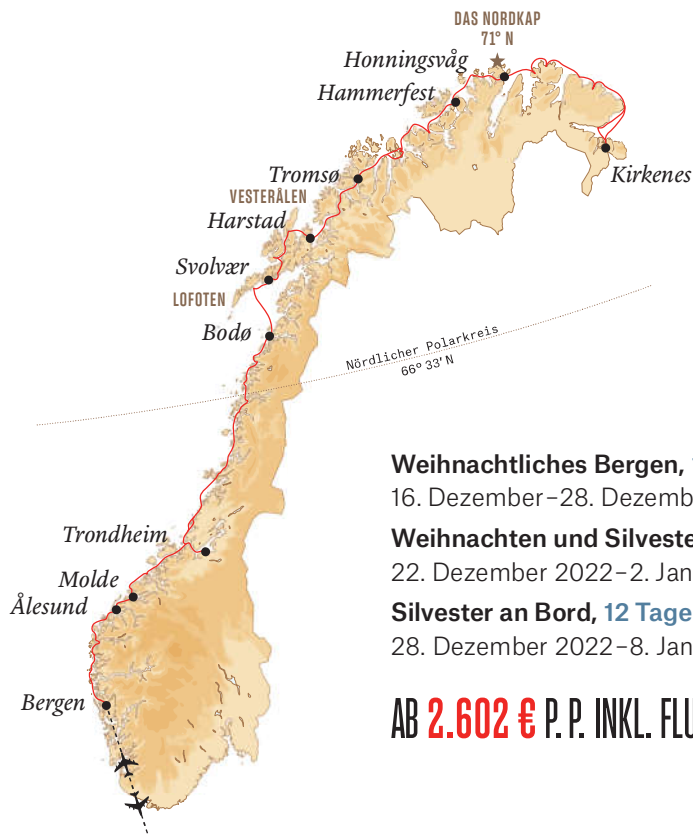 DAS NORDKAP
71° N
Honningsvåg
Hammerfest
Tromsø
Kirkenes
VESTERÅLEN
Harstad
Svolvær
LOFOTEN
Bodø
Nördlicher Polarkreis
66° 33' N
Trondheim
Molde
Ålesund
Bergen
Weihnachtliches Bergen,
16. Dezember–28. Dezemb
Weihnachten und Silveste
22. Dezember 2022–2. Jan
Silvester an Bord, 12 Tage
28. Dezember 2022–8. Jan
AB 2.602 € P. P. INKL. FLU